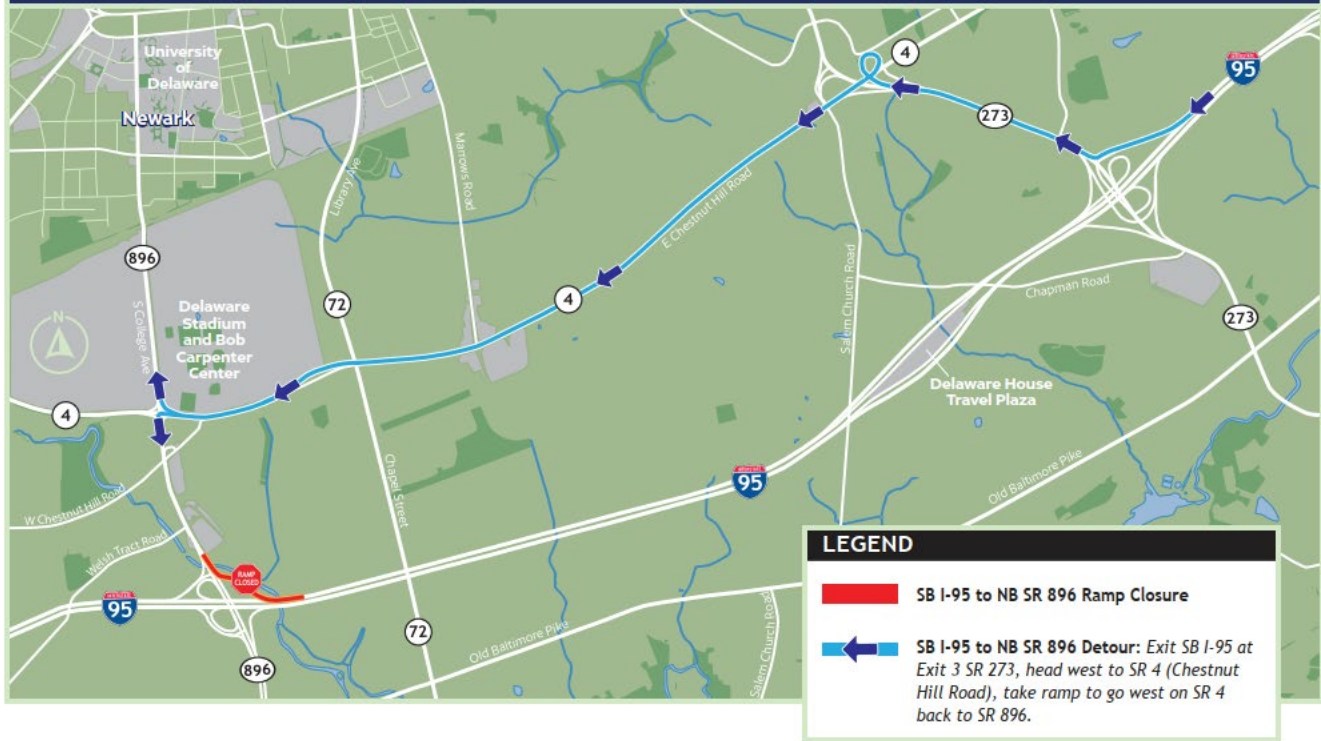 University
of
Delaware
Newark
Library Ave
Marrows Road
4
95
273
E Chestnut Hill Road
896
S College Ave
N
Delaware
Stadium
and Bob
Carpenter
Center
72
4
Salem Church Road
Chapman Road
273
Delaware House
Travel Plaza
4
W Chestnut Hill Road
Welsh Tract Road
Chapel Street
95
Old Baltimore Pike
RAMP
CLOSED
95
72
896
Old Baltimore Pike
Salem Church Road
LEGEND
SB I-95 to NB SR 896 Ramp Closure
SB I-95 to NB SR 896 Detour: Exit SB I-95 at
Exit 3 SR 273, head west to SR 4 (Chestnut
Hill Road), take ramp to go west on SR 4
back to SR 896.